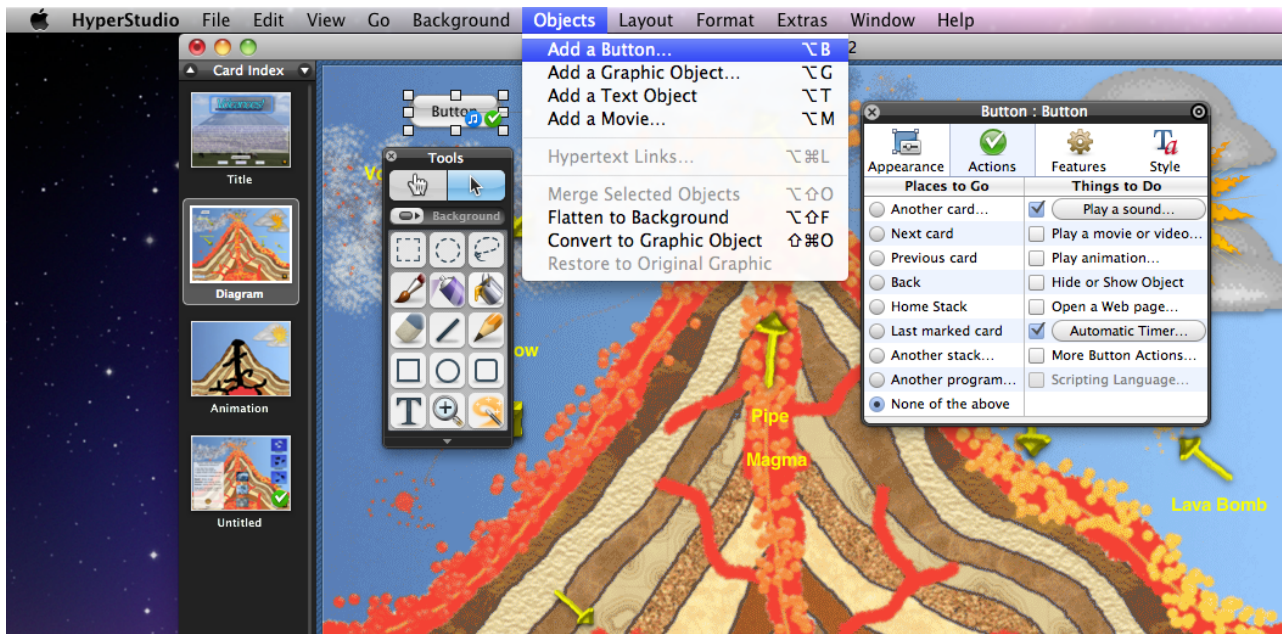 HyperStudio File Edit View Go Background Objects Layout Format Extras Window Help
2
Card Index
Title
Diagram
Animation
Untitled
Button
Tools
Background
Add a Button... ⌥B
Add a Graphic Object... ⌥G
Add a Text Object ⌥T
Add a Movie... ⌥M
Hypertext Links... ⌥⌘L
Merge Selected Objects ⌥⇧O
Flatten to Background ⌥⇧F
Convert to Graphic Object ⇧⌘O
Restore to Original Graphic
Button : Button
Appearance Actions Features Style
Places to Go Things to Do
Another card... Play a sound...
Next card Play a movie or video...
Previous card Play animation...
Back Hide or Show Object
Home Stack Open a Web page...
Last marked card Automatic Timer...
Another stack... More Button Actions...
Another program... Scripting Language...
None of the above
Pipe
Magma
Lava Bomb